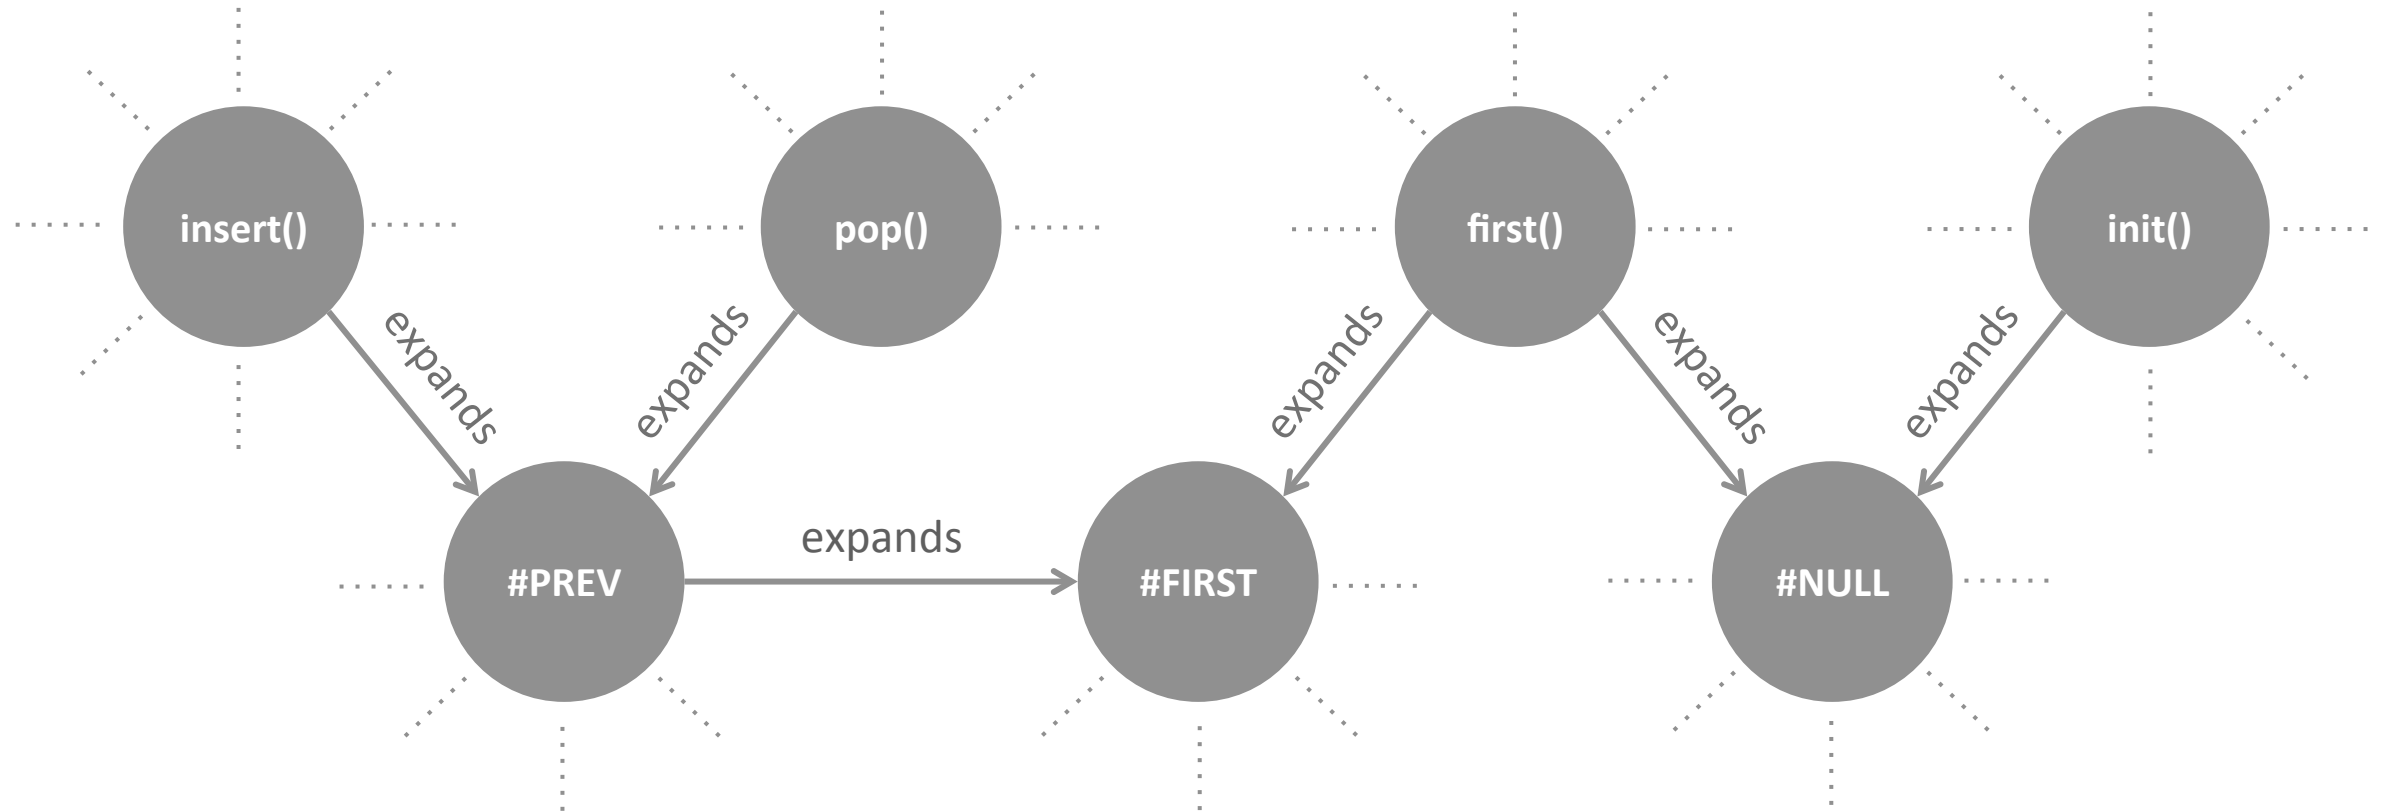 insert()
pop()
first()
init()
expands
expands
expands
expands
expands
expands
#PREV
#FIRST
#NULL